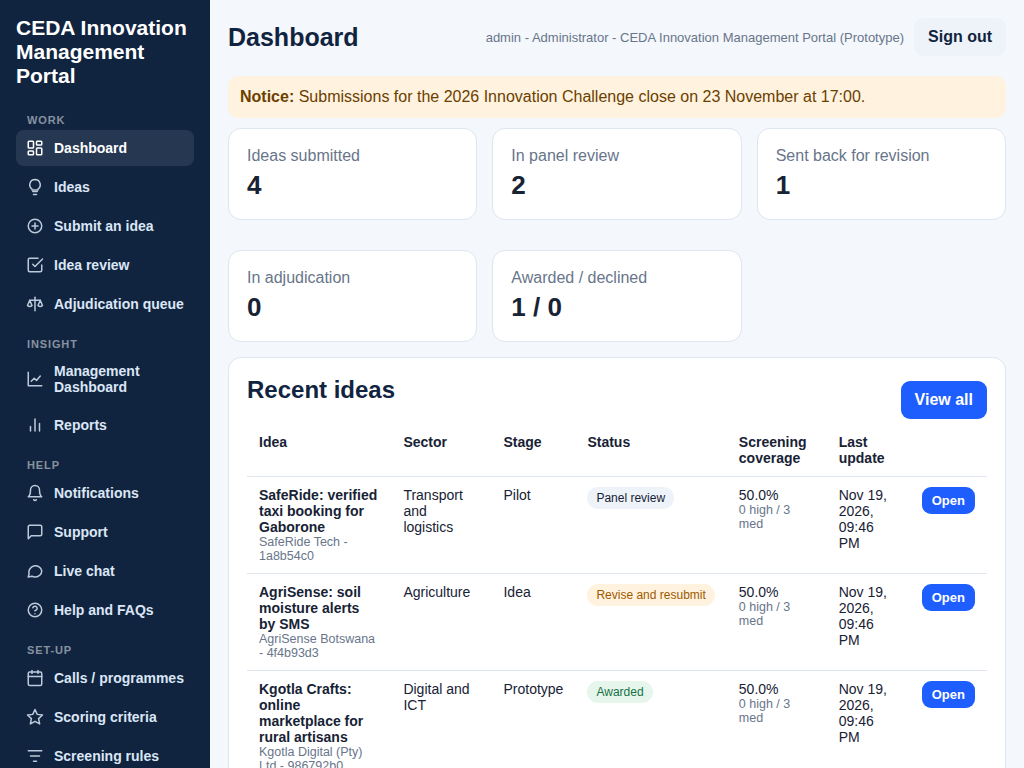 CEDA Innovation
Management
Portal
WORK
Dashboard
Ideas
Submit an idea
Idea review
Adjudication queue
INSIGHT
Management
Dashboard
Reports
HELP
Notifications
Support
Live chat
Help and FAQs
SET-UP
Calls / programmes
Scoring criteria
Screening rules
Dashboard
admin - Administrator - CEDA Innovation Management Portal (Prototype)
Sign out
Notice: Submissions for the 2026 Innovation Challenge close on 23 November at 17:00.
Ideas submitted
4
In panel review
2
Sent back for revision
1
In adjudication
0
Awarded / declined
1 / 0
Recent ideas
View all
Idea
Sector
Stage
Status
Screening
coverage
Last
update
SafeRide: verified
taxi booking for
Gaborone
SafeRide Tech -
1a8b54c0
Transport
and
logistics
Pilot
Panel review
50.0%
0 high / 3
med
Nov 19,
2026,
09:46
PM
Open
AgriSense: soil
moisture alerts
by SMS
AgriSense Botswana
- 4f4b93d3
Agriculture
Idea
Revise and resubmit
50.0%
0 high / 3
med
Nov 19,
2026,
09:46
PM
Open
Kgotla Crafts:
online
marketplace for
rural artisans
Kgotla Digital (Pty)
Ltd - 986792b0
Digital and
ICT
Prototype
Awarded
50.0%
0 high / 3
med
Nov 19,
2026,
09:46
PM
Open